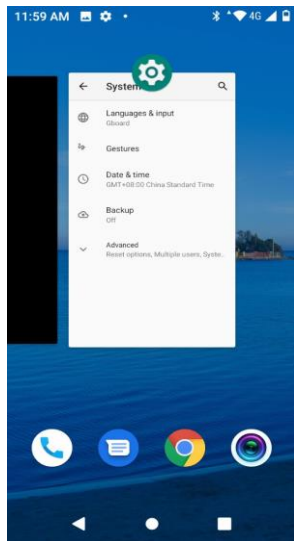 11:59 AM
4G
System
Languages & input
Gboard
Gestures
Date & time
GMT+08:00 China Standard Time
Backup
Off
Advanced
Reset options, Multiple users, Syste..